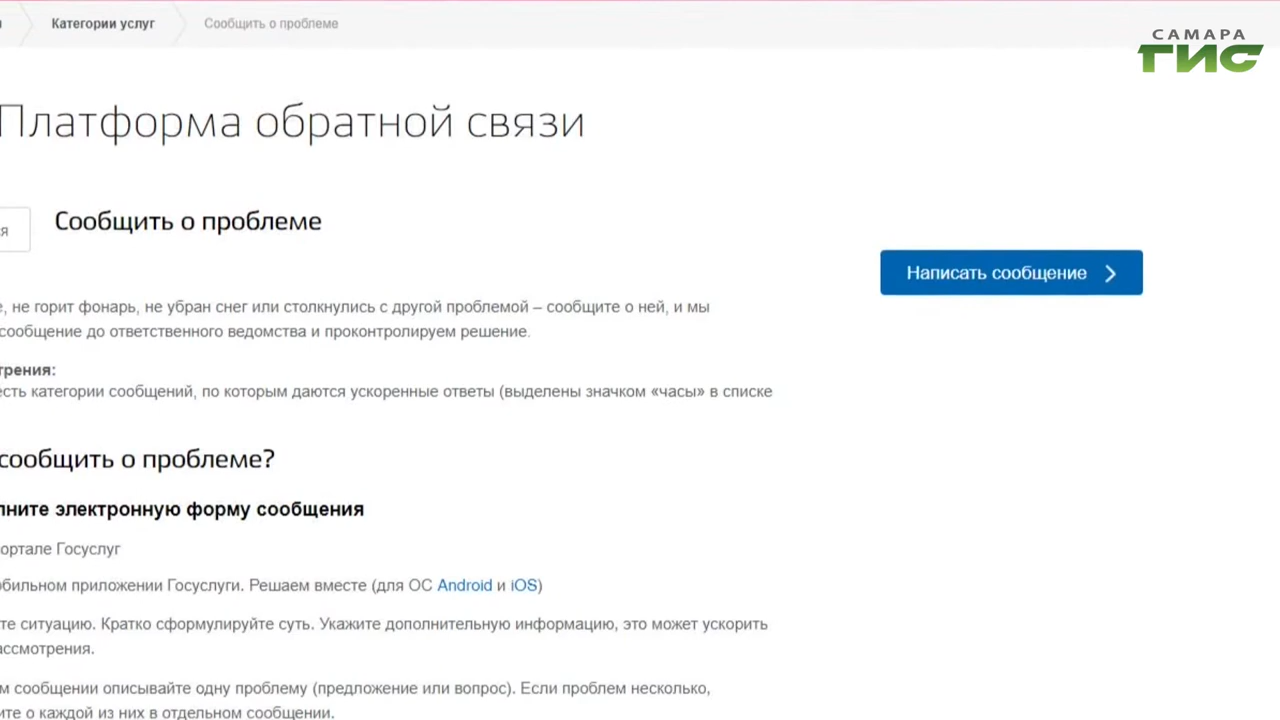 Категории услуг
Сообщить о проблеме
САМАРА
ГИС
Платформа обратной связи
Сообщить о проблеме
я
Написать сообщение
, не горит фонарь, не убран снег или столкнулись с другой проблемой – сообщите о ней, и мы
сообщение до ответственного ведомства и проконтролируем решение.
трения:
есть категории сообщений, по которым даются ускоренные ответы (выделены значком «часы» в списке
сообщить о проблеме?
лните электронную форму сообщения
ортале Госуслуг
обильном приложении Госуслуги. Решаем вместе (для ОС Android и iOS)
те ситуацию. Кратко сформулируйте суть. Укажите дополнительную информацию, это может ускорить
ассмотрения.
м сообщении описывайте одну проблему (предложение или вопрос). Если проблем несколько,
ите о каждой из них в отдельном сообщении.